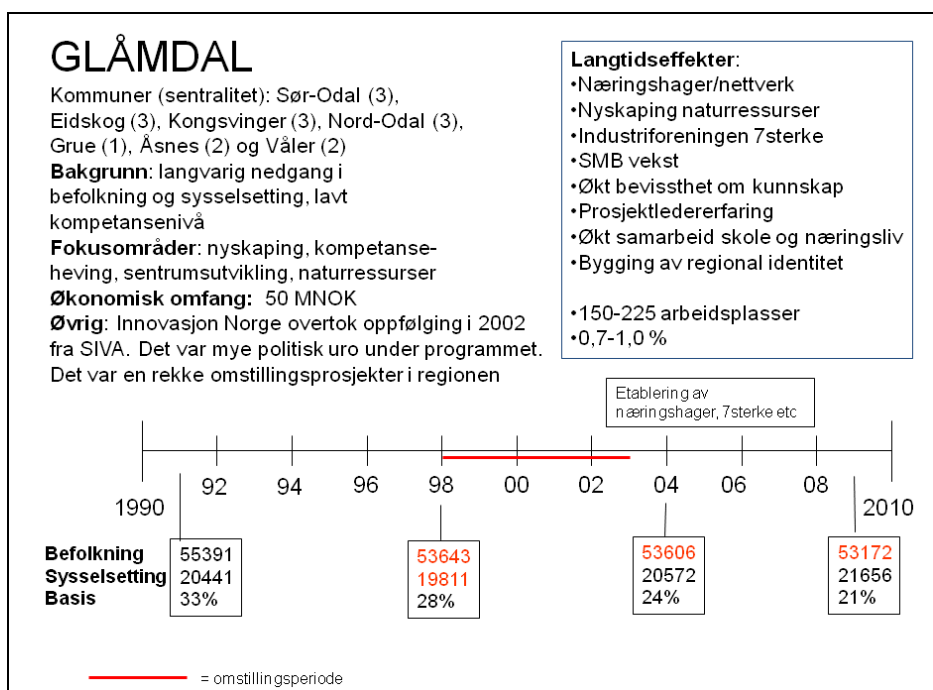 GLÅMDAL
Kommuner (sentralitet): Sør-Odal (3),
Eidskog (3), Kongsvinger (3), Nord-Odal (3),
Grue (1), Åsnes (2) og Våler (2)
Bakgrunn: langvarig nedgang i
befolkning og sysselsetting, lavt
kompetansenivå
Fokusområder: nyskaping, kompetanse-
heving, sentrumsutvikling, naturressurser
Økonomisk omfang: 50 MNOK
Øvrig: Innovasjon Norge overtok oppfølging i 2002
fra SIVA. Det var mye politisk uro under programmet.
Det var en rekke omstillingsprosjekter i regionen
Langtidseffekter:
•Næringshager/nettverk
•Nyskaping naturressurser
•Industriforeningen 7sterke
•SMB vekst
•Økt bevissthet om kunnskap
•Prosjektledererfaring
•Økt samarbeid skole og næringsliv
•Bygging av regional identitet
•150-225 arbeidsplasser
•0,7-1,0 %
Etablering av
næringshager, 7sterke etc
1990 92 94 96 98 00 02 04 06 08 2010
Befolkning 55391 53643 53606 53172
Sysselsetting 20441 19811 20572 21656
Basis 33% 28% 24% 21%
= omstillingsperiode